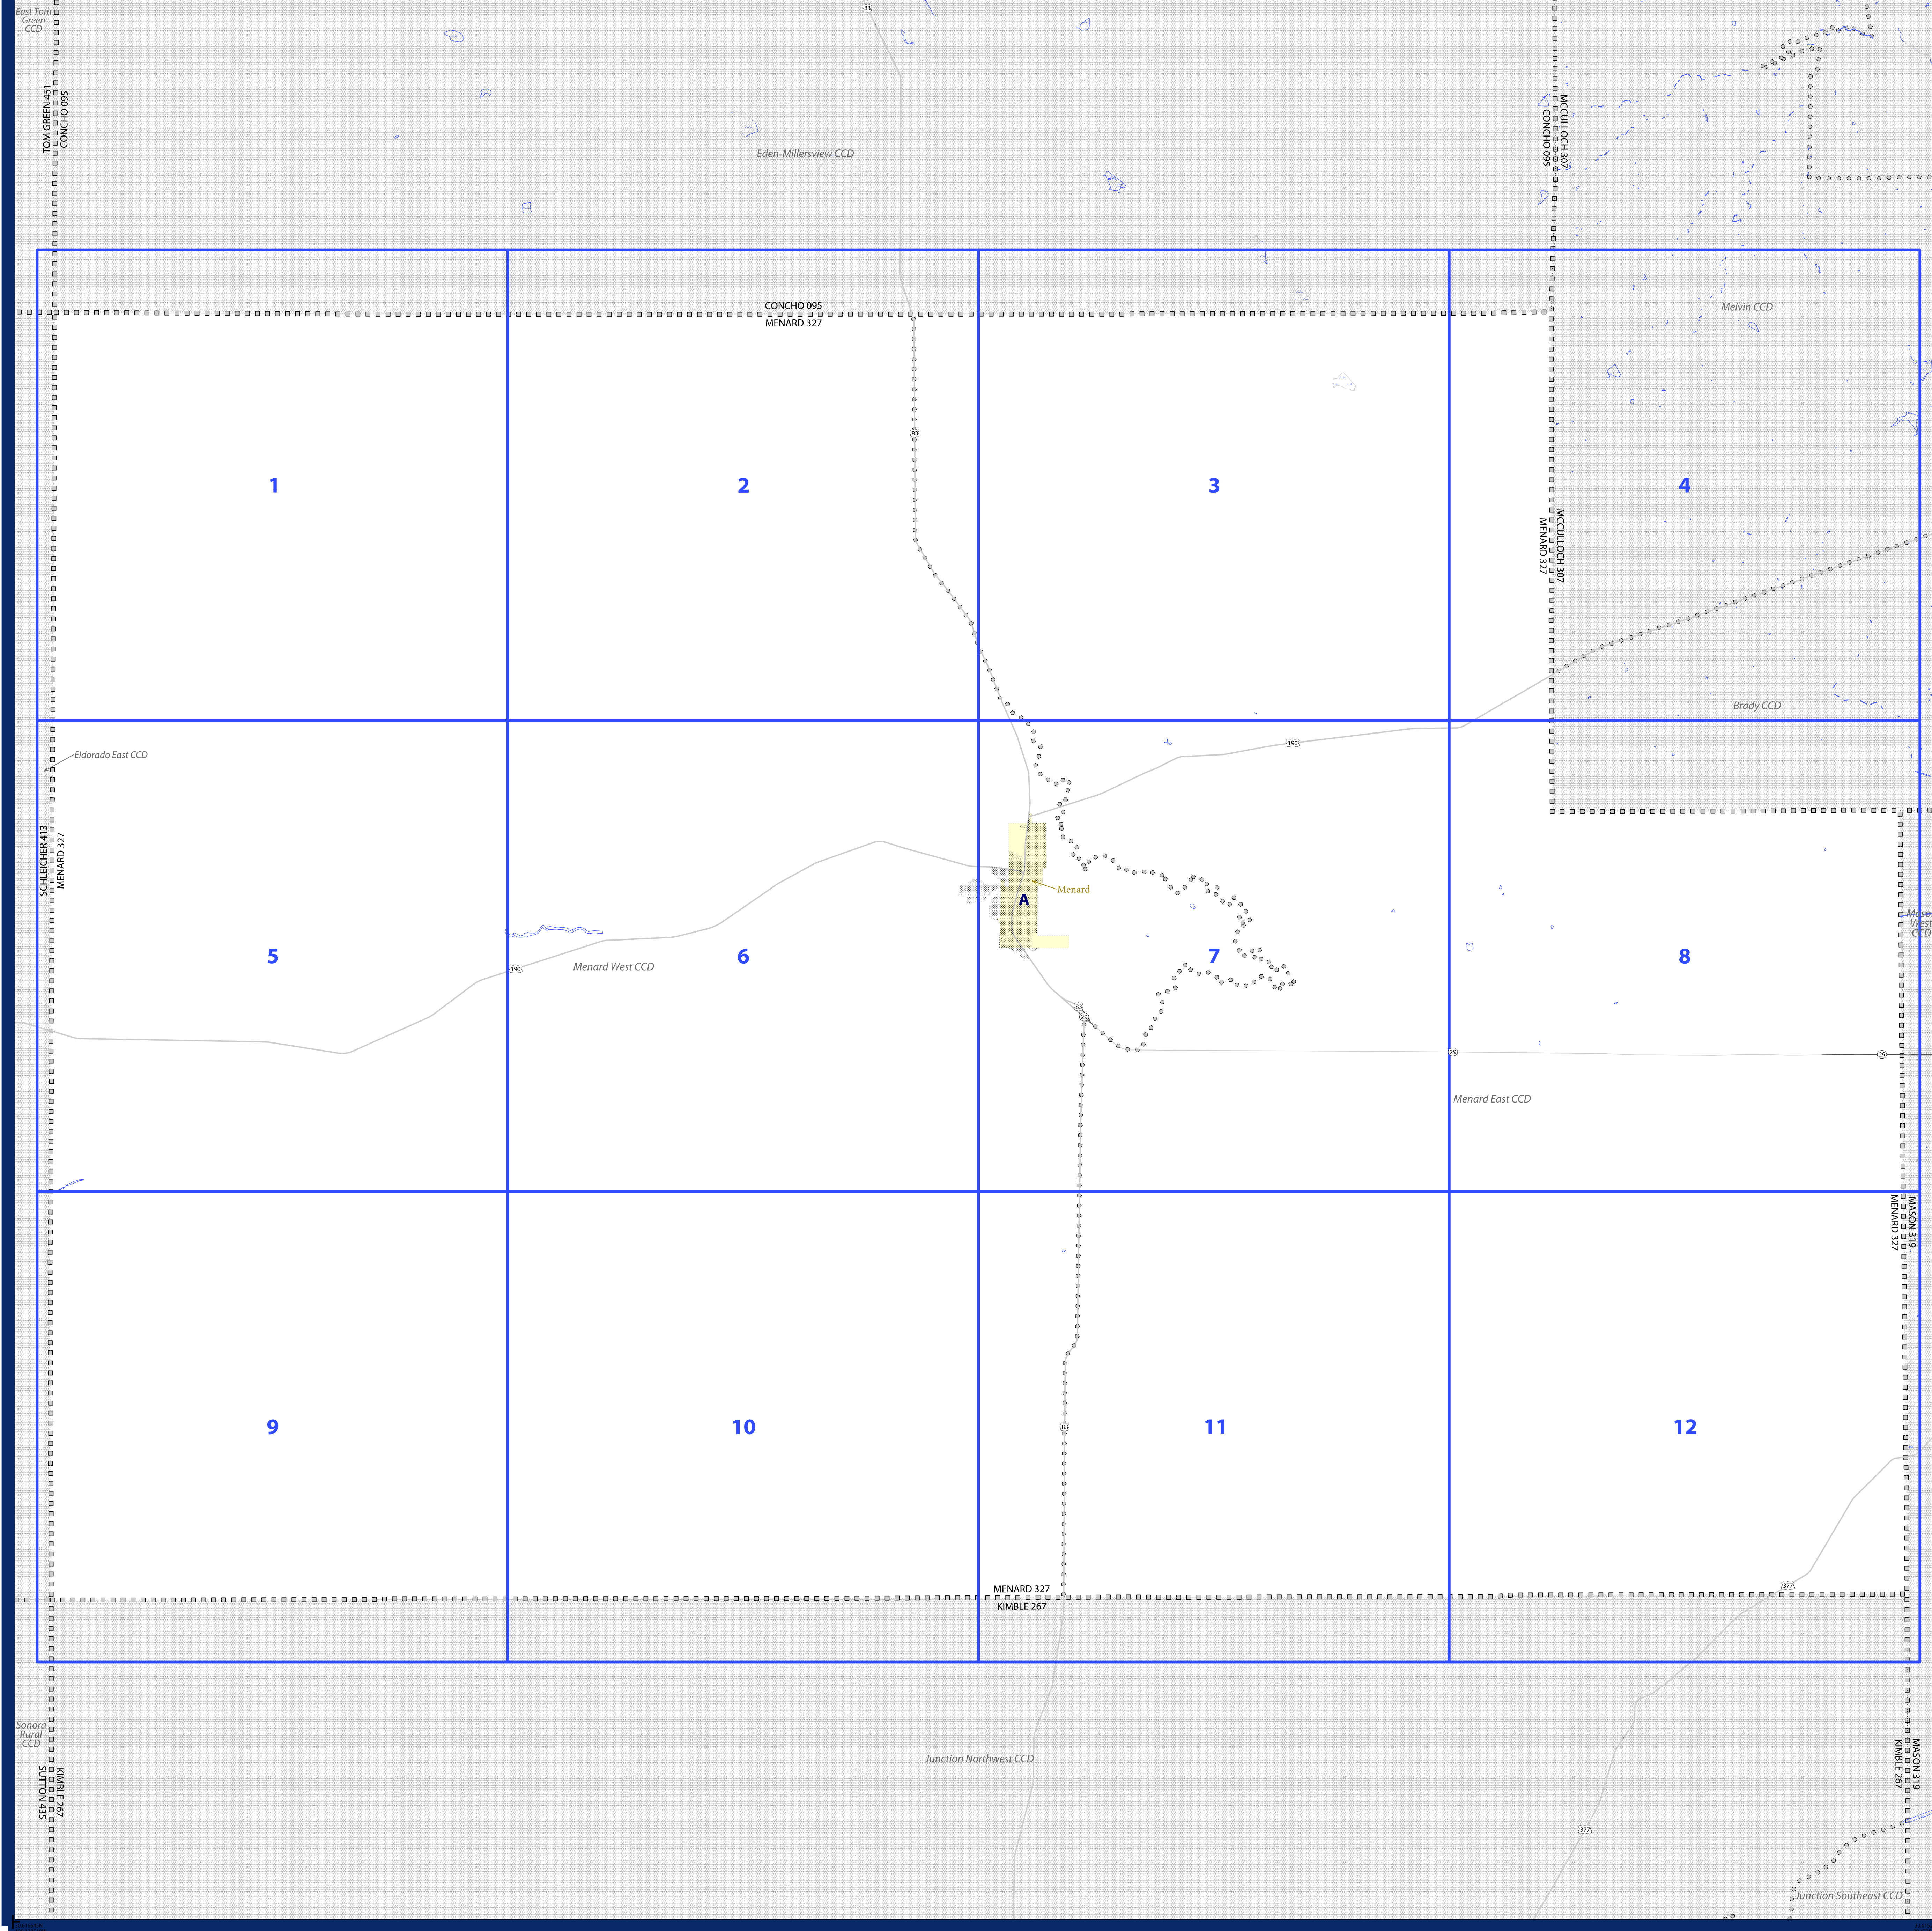 East Tom
Green
CCD
83
TOM GREEN 451
CONCHO 095
Eden-Millersview CCD
MCCULLOCH 307
CONCHO 095
Melvin CCD
CONCHO 095
MENARD 327
83
1
2
3
4
MCCULLOCH 307
MENARD 327
Brady CCD
Eldorado East CCD
190
SCHLEICHER 413
MENARD 327
Menard
A
5
190
Menard West CCD
6
7
8
West
83
29
29
29
Menard East CCD
MASON 319
MENARD 327
9
10
11
12
83
MENARD 327
KIMBLE 267
377
Sonora
Rural
CCD
Junction Northwest CCD
KIMBLE 267
SUTTON 435
MASON 319
KIMBLE 267
377
Junction Southeast CCD